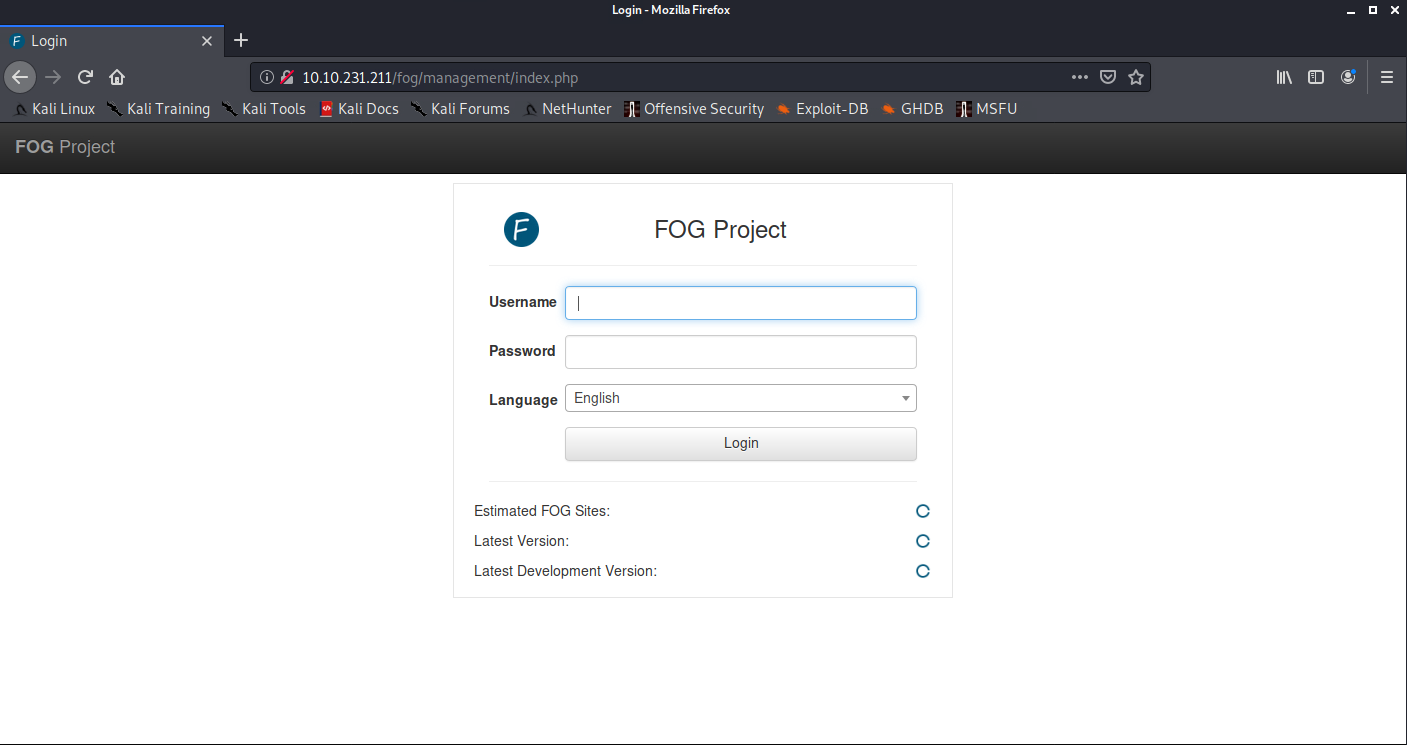 Login - Mozilla Firefox
Login
10.10.231.211/fog/management/index.php
Kali Linux Kali Training Kali Tools Kali Docs Kali Forums NetHunter Offensive Security Exploit-DB GHDB MSFU
FOG Project
F FOG Project
Username
Password
Language English
Login
Estimated FOG Sites:
Latest Version:
Latest Development Version: